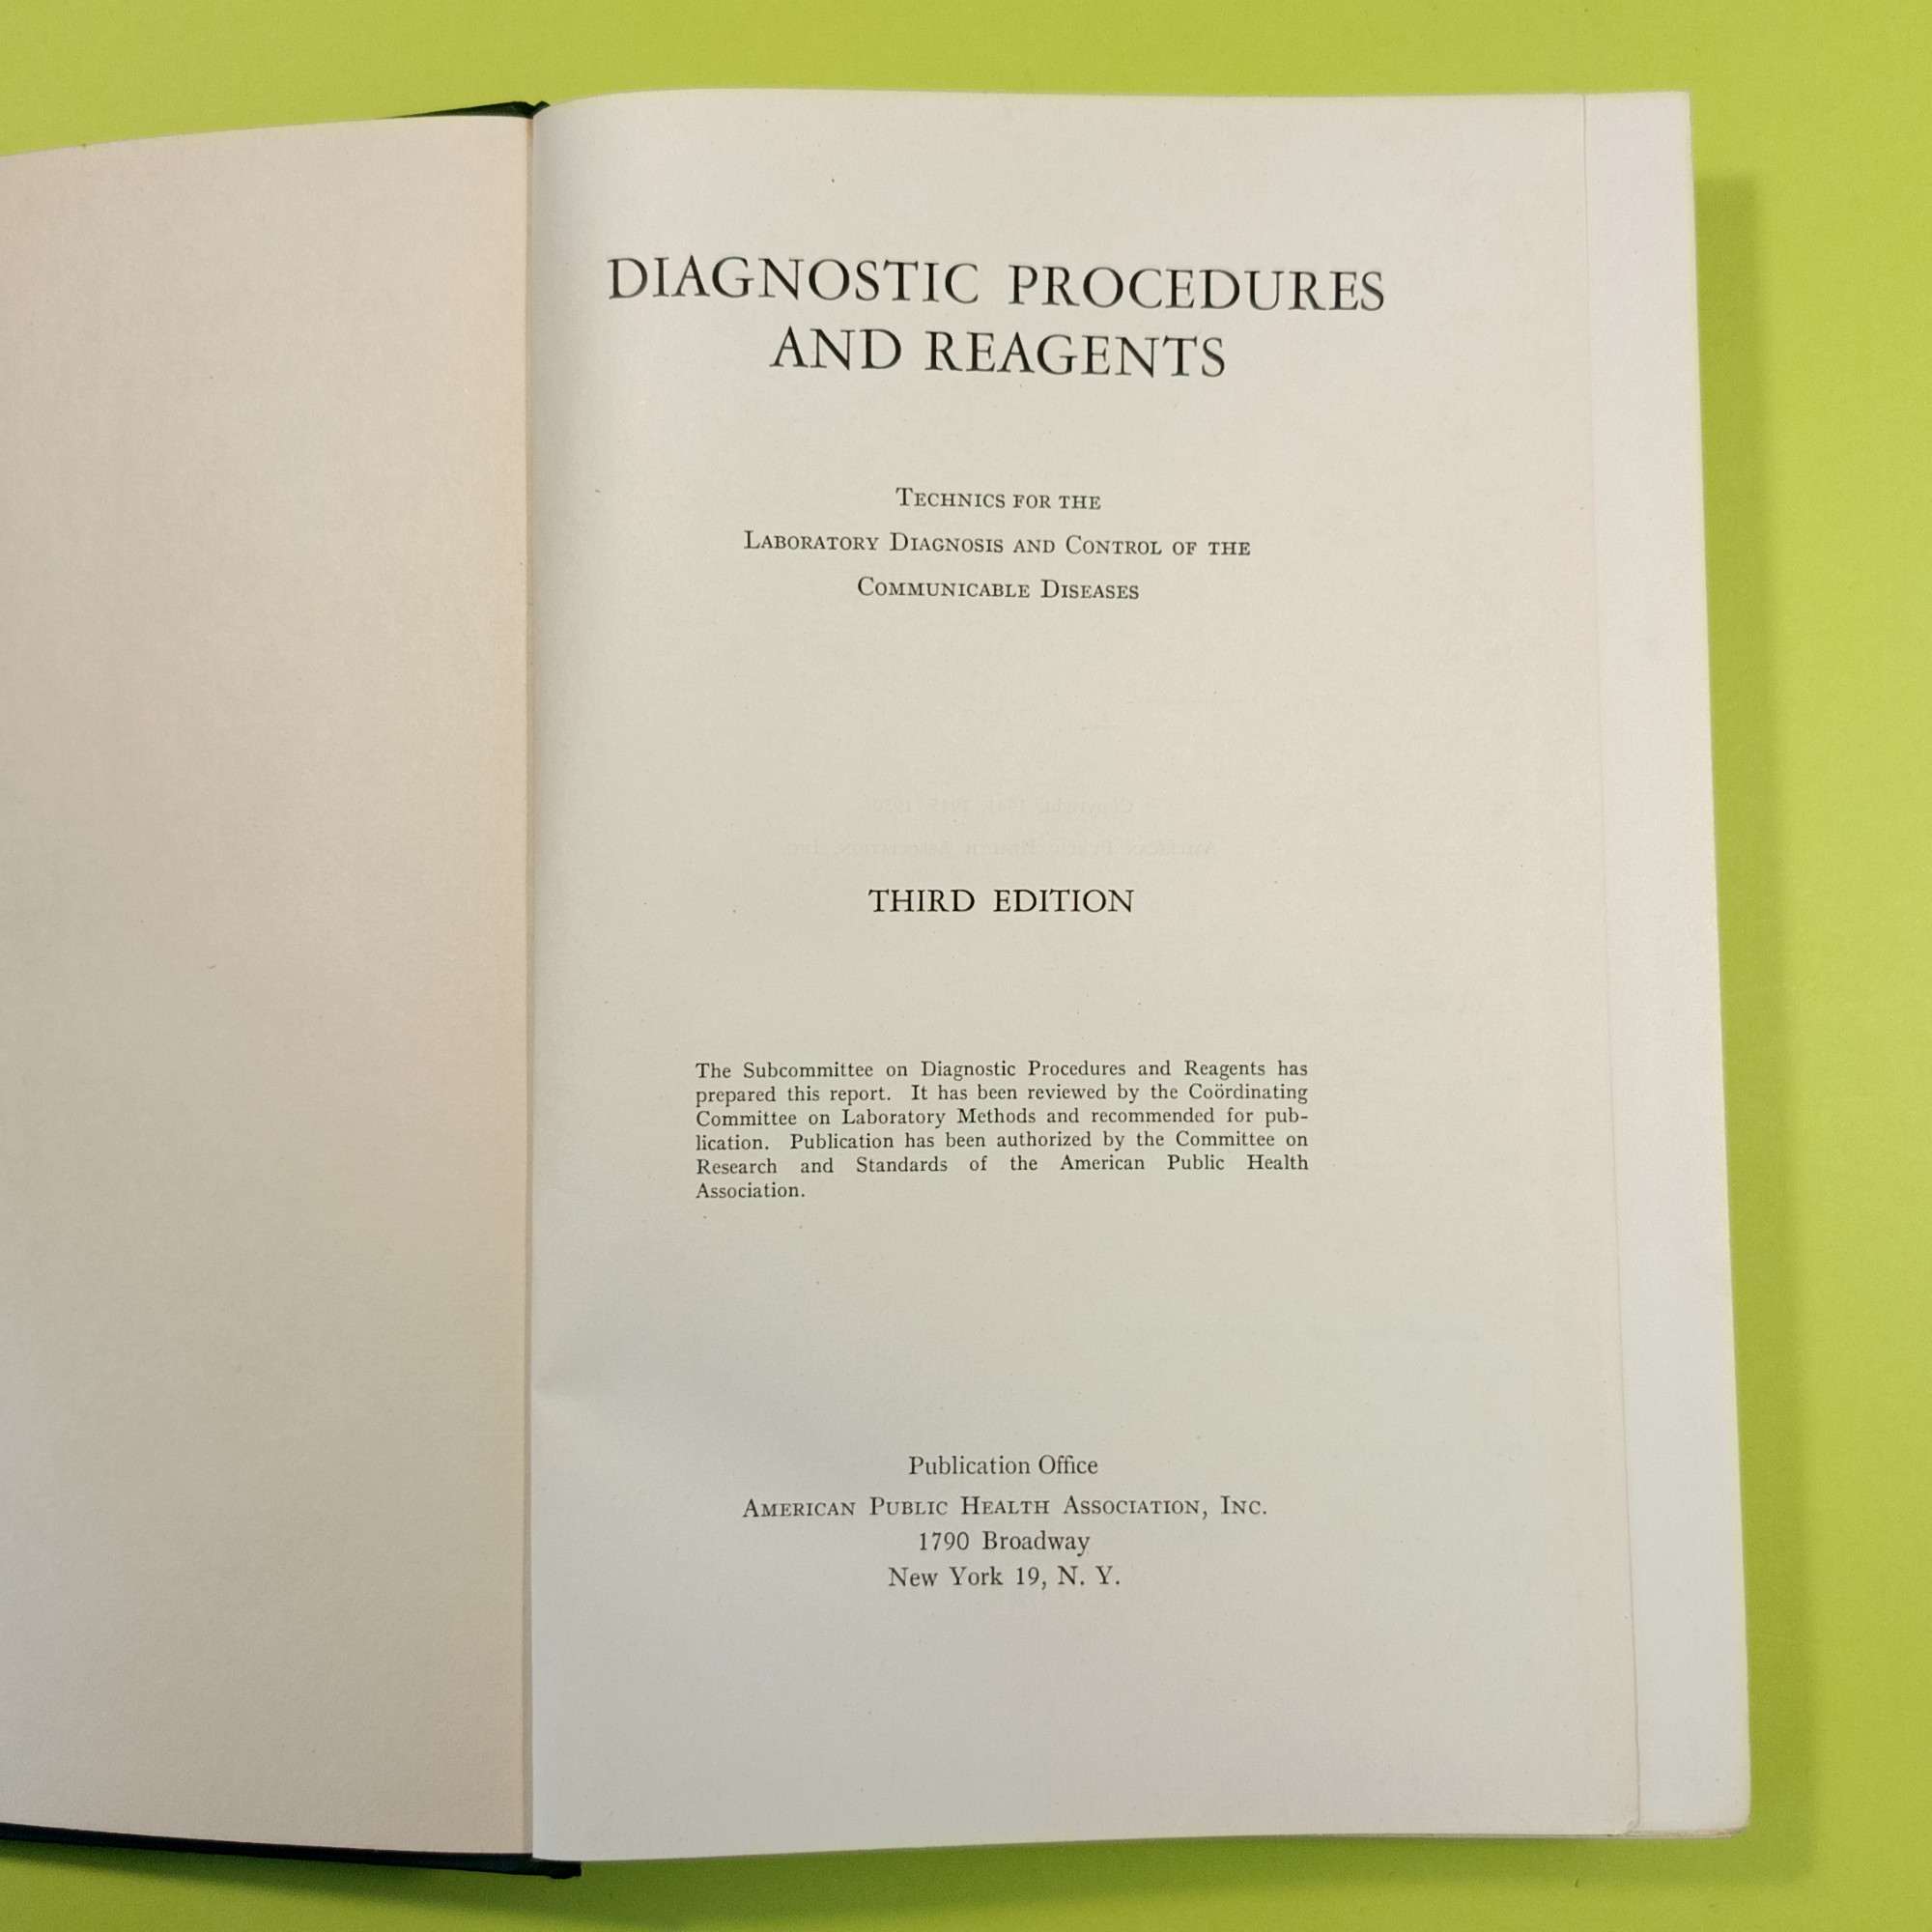 DIAGNOSTIC PROCEDURES
AND REAGENTS
TECHNICS FOR THE
LABORATORY DIAGNOSIS AND CONTROL OF THE
COMMUNICABLE DISEASES
THIRD EDITION
The Subcommittee on Diagnostic Procedures and Reagents has
prepared this report. It has been reviewed by the Coördinating
Committee on Laboratory Methods and recommended for pub-
lication. Publication has been authorized by the Committee on
Research and Standards of the American Public Health
Association.
Publication Office
AMERICAN PUBLIC HEALTH ASSOCIATION, INC.
1790 Broadway
New York 19, N. Y.